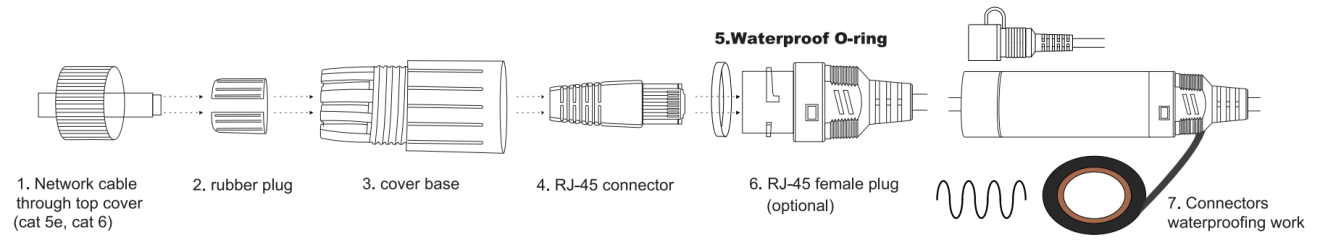 5.Waterproof O-ring
1. Network cable
through top cover
(cat 5e, cat 6)
2. rubber plug
3. cover base
4. RJ-45 connector
6. RJ-45 female plug
(optional)
7. Connectors
waterproofing work